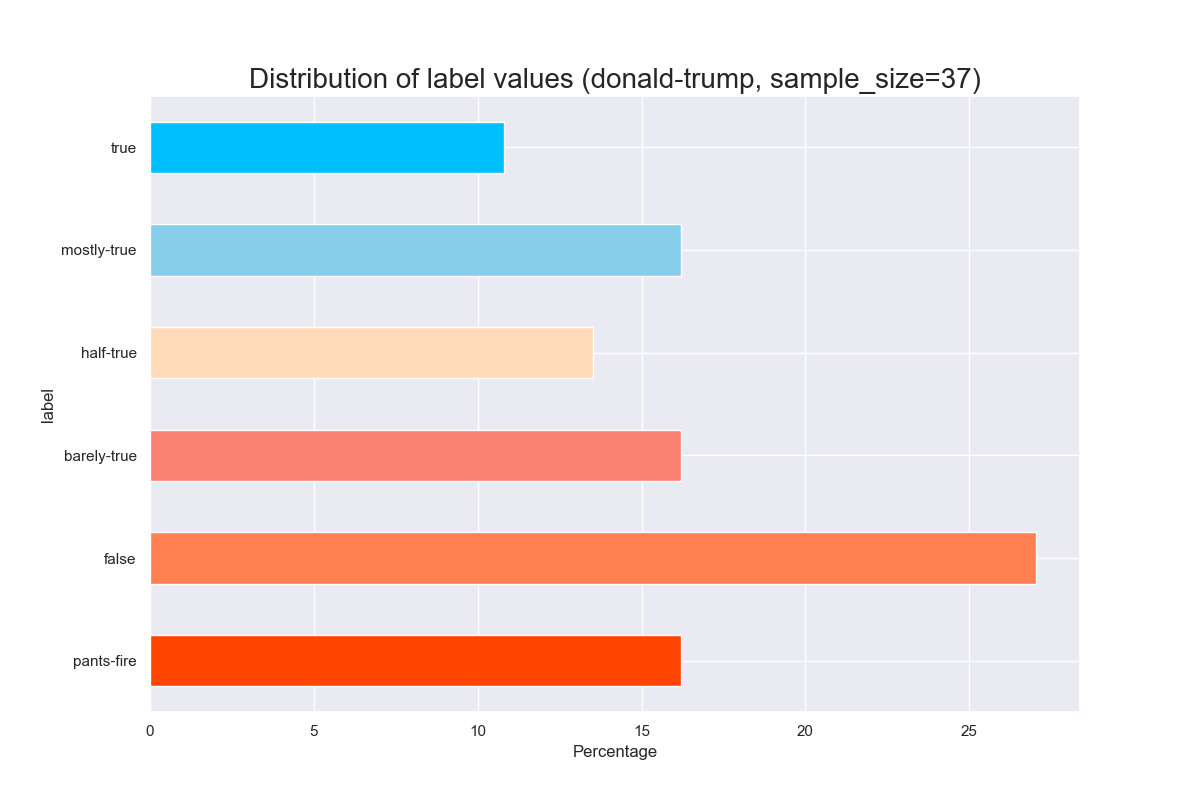 Distribution of label values (donald-trump, sample_size=37)
true
mostly-true
half-true
barely-true
false
pants-fire
label
0 5 10 15 20 25
Percentage